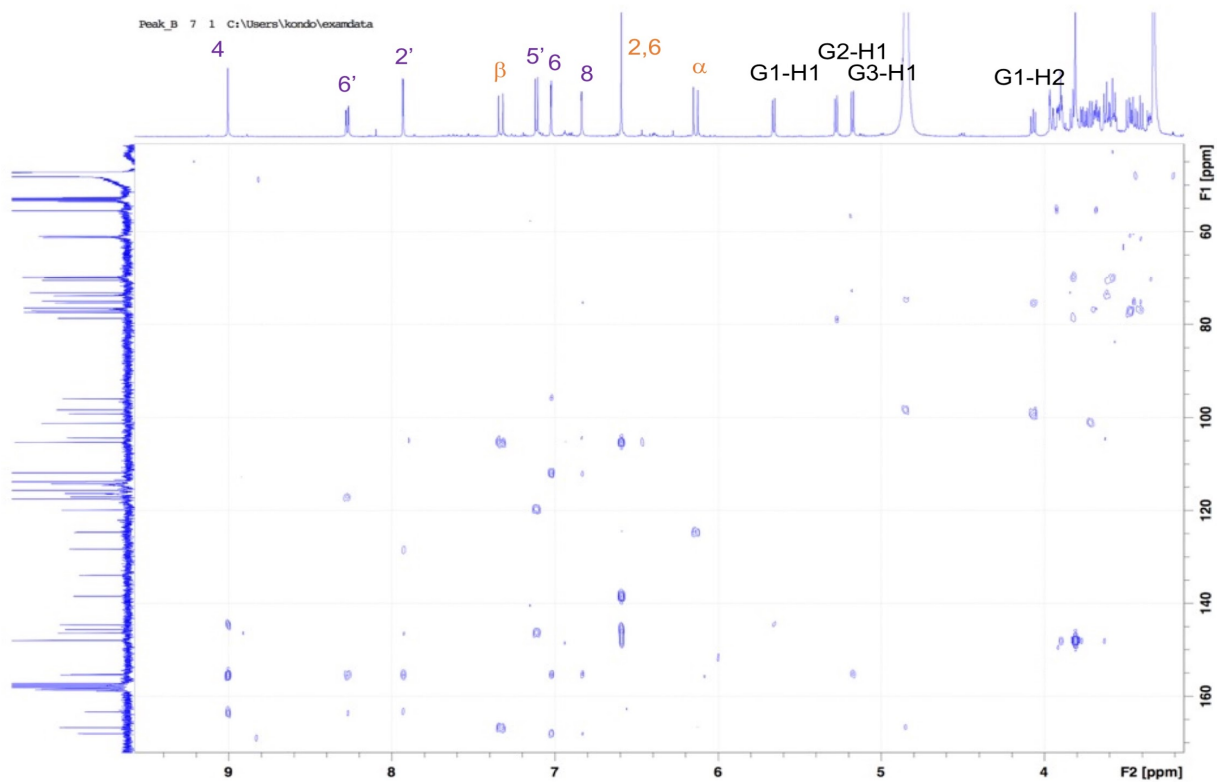 Peak_B 7 1 C:\Users\kondo\examdata
4
6’
2’
β
5’
6
8
2,6
α
G1-H1
G2-H1
G3-H1
G1-H2
F1 [ppm]
60
80
100
120
140
160
9
8
7
6
5
4
F2 [ppm]